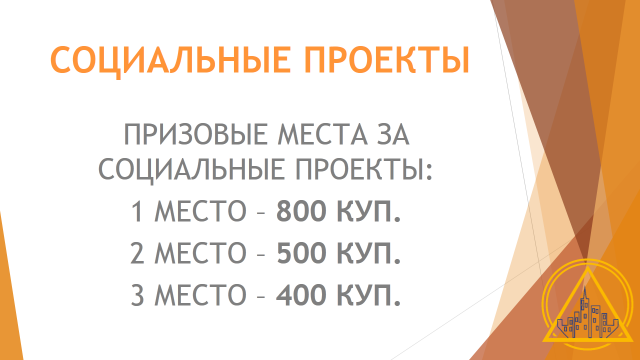 СОЦИАЛЬНЫЕ ПРОЕКТЫ
ПРИЗОВЫЕ МЕСТА ЗА
СОЦИАЛЬНЫЕ ПРОЕКТЫ:
1 МЕСТО – 800 КУП.
2 МЕСТО – 500 КУП.
3 МЕСТО – 400 КУП.